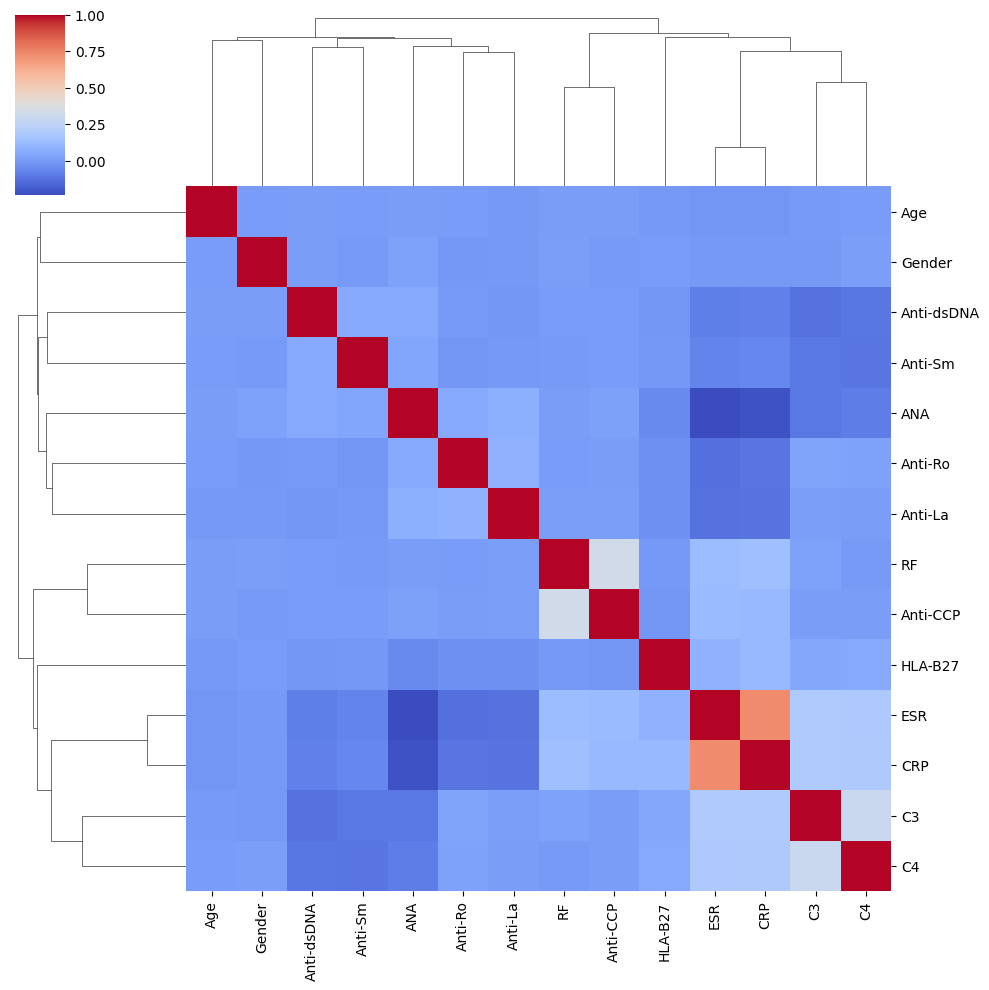 1.00
0.75
0.50
0.25
0.00
Age
Gender
Anti-dsDNA
Anti-Sm
ANA
Anti-Ro
Anti-La
RF
Anti-CCP
HLA-B27
ESR
CRP
C3
C4
Age
Gender
Anti-dsDNA
Anti-Sm
ANA
Anti-Ro
Anti-La
RF
Anti-CCP
HLA-B27
ESR
CRP
C3
C4